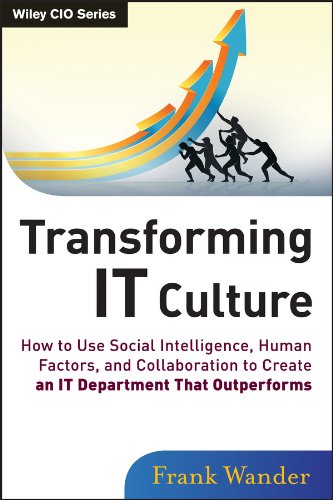 Wiley CIO Series
Transforming
IT Culture
How to Use Social Intelligence, Human
Factors, and Collaboration to Create
an IT Department That Outperforms
Frank Wander